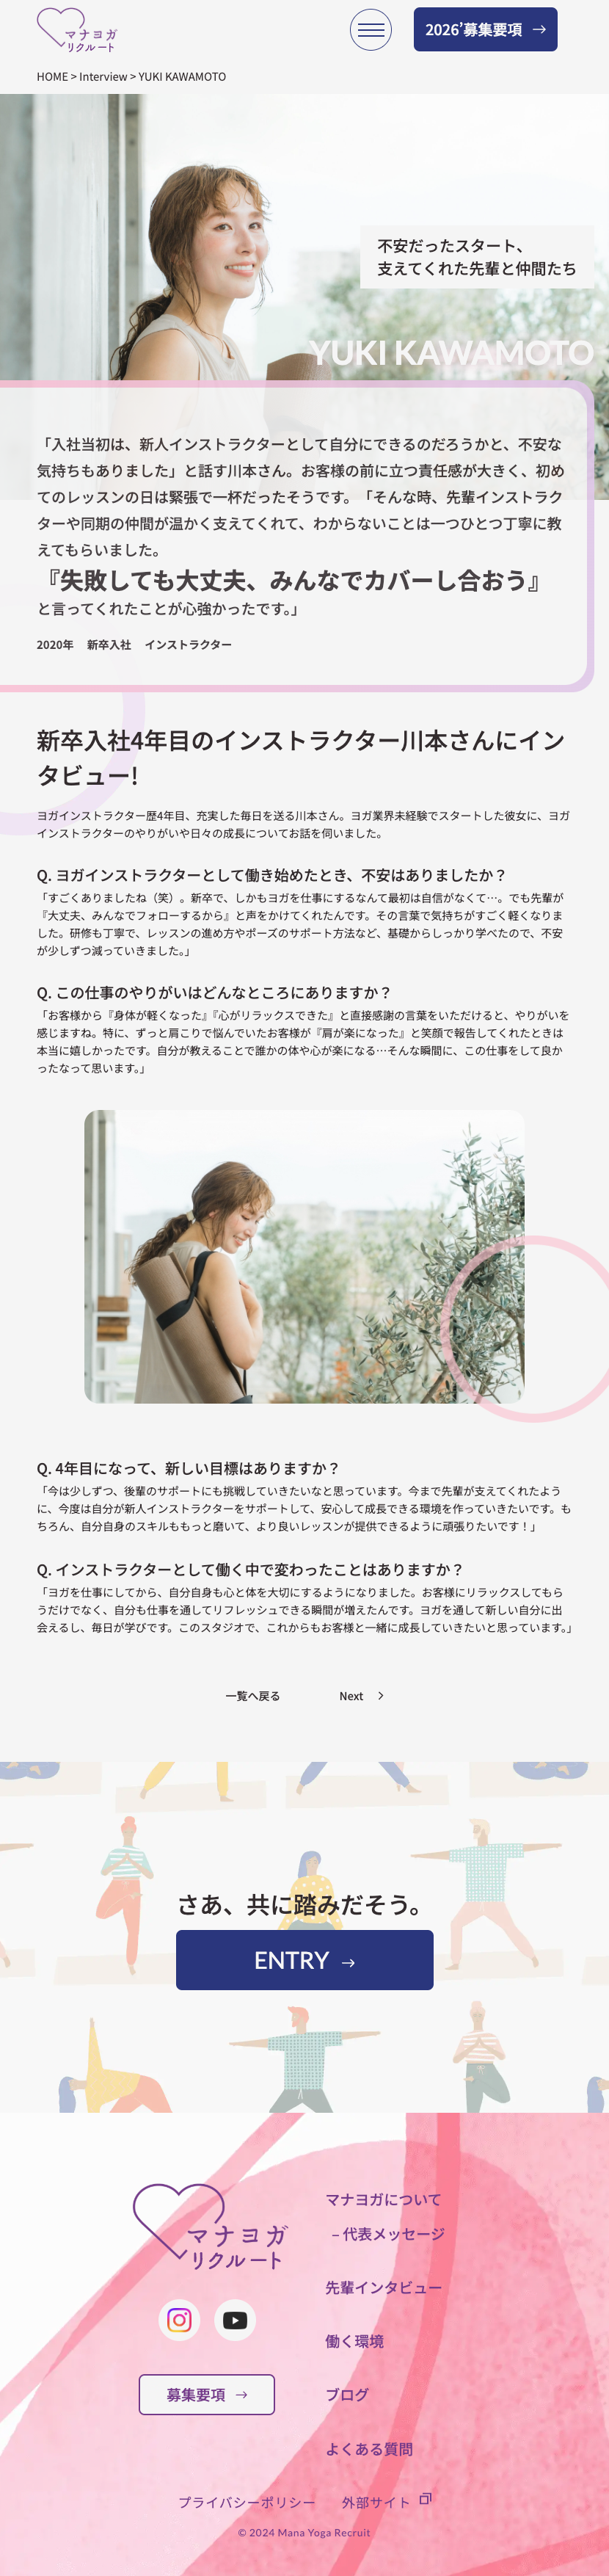 マナヨガ
リクルート
2026’募集要項
HOME > Interview > YUKI KAWAMOTO
不安だったスタート、
支えてくれた先輩と仲間たち
YUKI KAWAMOTO
「入社当初は、新人インストラクターとして自分にできるのだろうかと、不安な
気持ちもありました」と話す川本さん。お客様の前に立つ責任感が大きく、初め
てのレッスンの日は緊張で一杯だったそうです。「そんな時、先輩インストラク
ターや同期の仲間が温かく支えてくれて、わからないことは一つひとつ丁寧に教
えてもらいました。
『失敗しても大丈夫、みんなでカバーし合おう』
と言ってくれたことが心強かったです。」
2020年 新卒入社 インストラクター
新卒入社4年目のインストラクター川本さんにイン
タビュー!
ヨガインストラクター歴4年目、充実した毎日を送る川本さん。ヨガ業界未経験でスタートした彼女に、ヨガ
インストラクターのやりがいや日々の成長についてお話を伺いました。
Q. ヨガインストラクターとして働き始めたとき、不安はありましたか？
「すごくありましたね（笑）。新卒で、しかもヨガを仕事にするなんて最初は自信がなくて…。でも先輩が
『大丈夫、みんなでフォローするから』と声をかけてくれたんです。その言葉で気持ちがすごく軽くなりま
した。研修も丁寧で、レッスンの進め方やポーズのサポート方法など、基礎からしっかり学べたので、不安
が少しずつ減っていきました。」
Q. この仕事のやりがいはどんなところにありますか？
「お客様から『身体が軽くなった』『心がリラックスできた』と直接感謝の言葉をいただけると、やりがいを
感じますね。特に、ずっと肩こりで悩んでいたお客様が『肩が楽になった』と笑顔で報告してくれたときは
本当に嬉しかったです。自分が教えることで誰かの体や心が楽になる…そんな瞬間に、この仕事をして良か
ったなって思います。」
Q. 4年目になって、新しい目標はありますか？
「今は少しずつ、後輩のサポートにも挑戦していきたいなと思っています。今まで先輩が支えてくれたよう
に、今度は自分が新人インストラクターをサポートして、安心して成長できる環境を作っていきたいです。も
ちろん、自分自身のスキルももっと磨いて、より良いレッスンが提供できるように頑張りたいです！」
Q. インストラクターとして働く中で変わったことはありますか？
「ヨガを仕事にしてから、自分自身も心と体を大切にするようになりました。お客様にリラックスしてもら
うだけでなく、自分も仕事を通してリフレッシュできる瞬間が増えたんです。ヨガを通して新しい自分に出
会えるし、毎日が学びです。このスタジオで、これからもお客様と一緒に成長していきたいと思っています。」
一覧へ戻る Next
さあ、共に踏みだそう。
ENTRY
マナヨガ
リクルート
募集要項
マナヨガについて
– 代表メッセージ
先輩インタビュー
働く環境
ブログ
よくある質問
プライバシーポリシー 外部サイト
© 2024 Mana Yoga Recruit